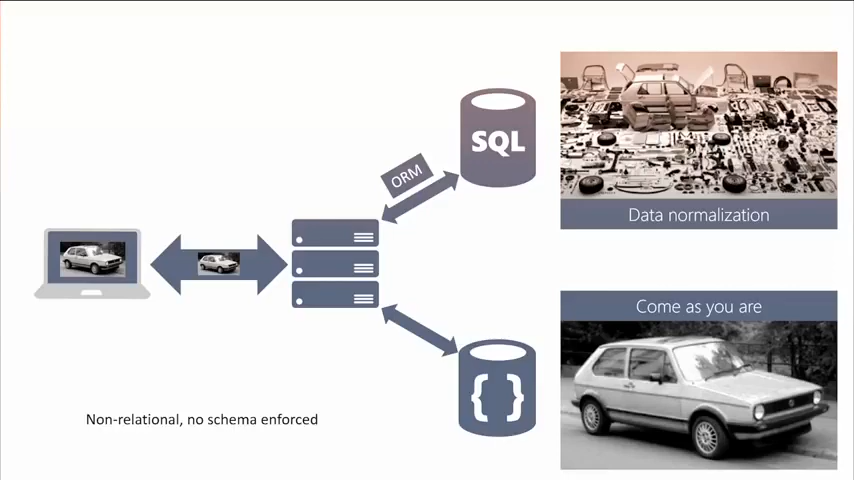 SQL
ORM
Data normalization
Come as you are
{ }
Non-relational, no schema enforced